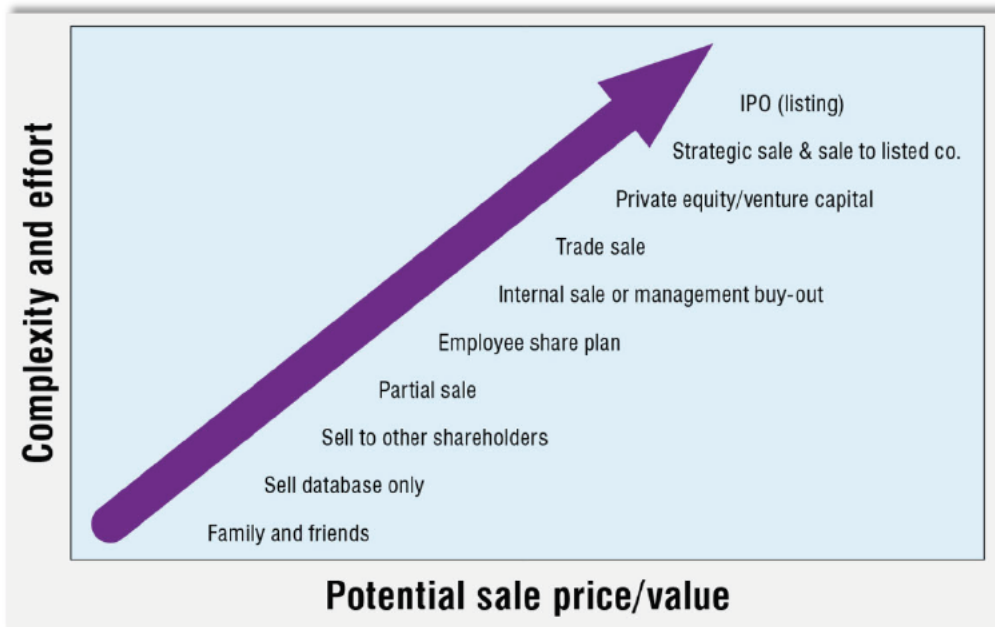 Complexity and effort
IPO (listing)
Strategic sale & sale to listed co.
Private equity/venture capital
Trade sale
Internal sale or management buy-out
Employee share plan
Partial sale
Sell to other shareholders
Sell database only
Family and friends
Potential sale price/value